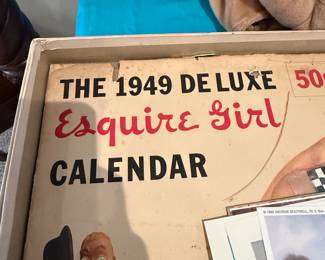 THE 1949 DE LUXE
50¢
Esquire Girl
CALENDAR